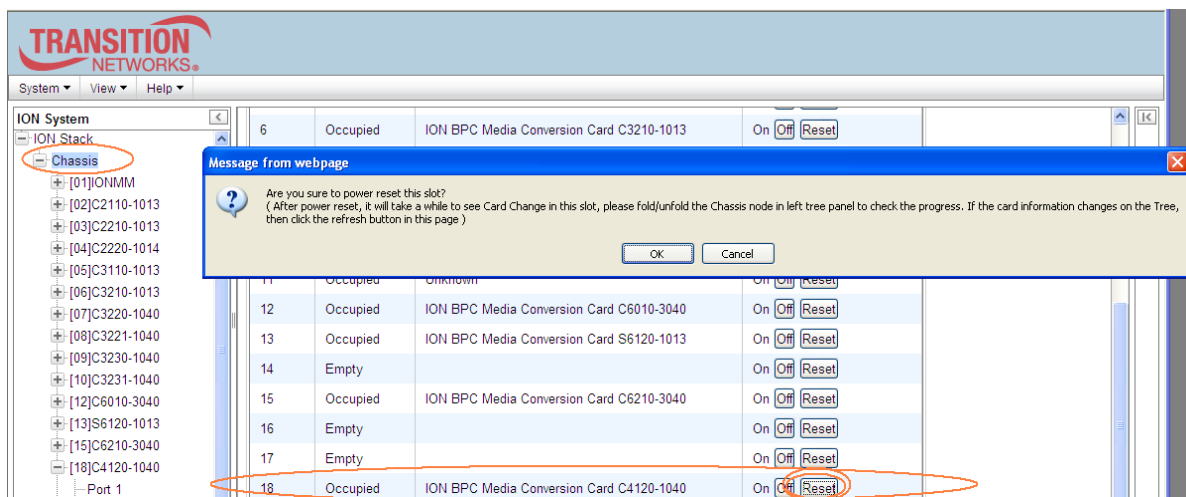 TRANSITION
NETWORKS®
System View Help
ION System
ION Stack
Chassis
[01]IONMM
[02]C2110-1013
[03]C2210-1013
[04]C2220-1014
[05]C3110-1013
[06]C3210-1013
[07]C3220-1040
[08]C3221-1040
[09]C3230-1040
[10]C3231-1040
[12]C6010-3040
[13]S6120-1013
[15]C6210-3040
[18]C4120-1040
Port 1
6 Occupied ION BPC Media Conversion Card C3210-1013 On Off Reset
Message from webpage
Are you sure to power reset this slot?
( After power reset, it will take a while to see Card Change in this slot, please fold/unfold the Chassis node in left tree panel to check the progress. If the card information changes on the Tree,
then click the refresh button in this page )
OK Cancel
11 Occupied Unknown On Off Reset
12 Occupied ION BPC Media Conversion Card C6010-3040 On Off Reset
13 Occupied ION BPC Media Conversion Card S6120-1013 On Off Reset
14 Empty On Off Reset
15 Occupied ION BPC Media Conversion Card C6210-3040 On Off Reset
16 Empty On Off Reset
17 Empty On Off Reset
18 Occupied ION BPC Media Conversion Card C4120-1040 On Off Reset